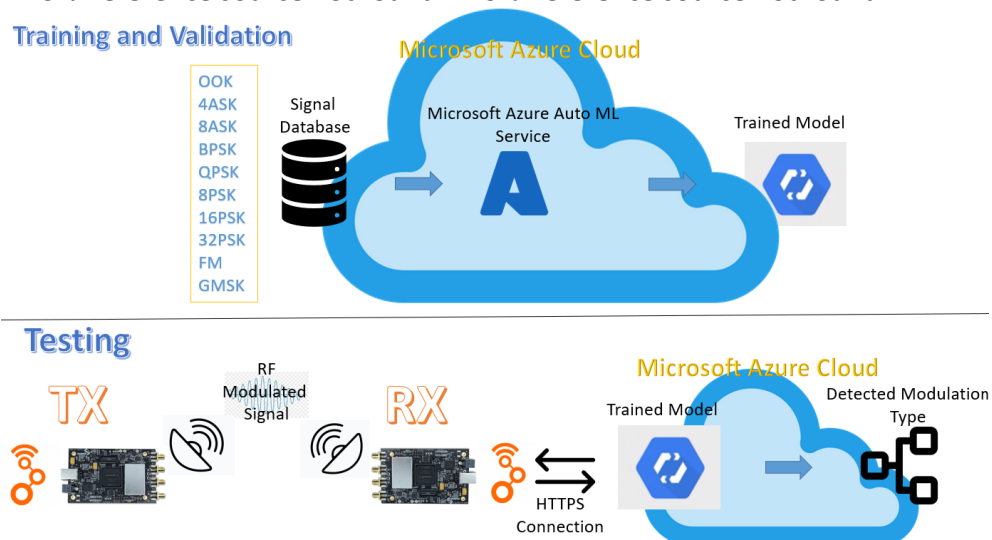 Training and Validation
Microsoft Azure Cloud
OOK
4ASK
8ASK
BPSK
QPSK
8PSK
16PSK
32PSK
FM
GMSK
Signal
Database
Microsoft Azure Auto ML
Service
Trained Model
Testing
TX
RF
Modulated
Signal
RX
HTTPS
Connection
Microsoft Azure Cloud
Trained Model
Detected Modulation
Type